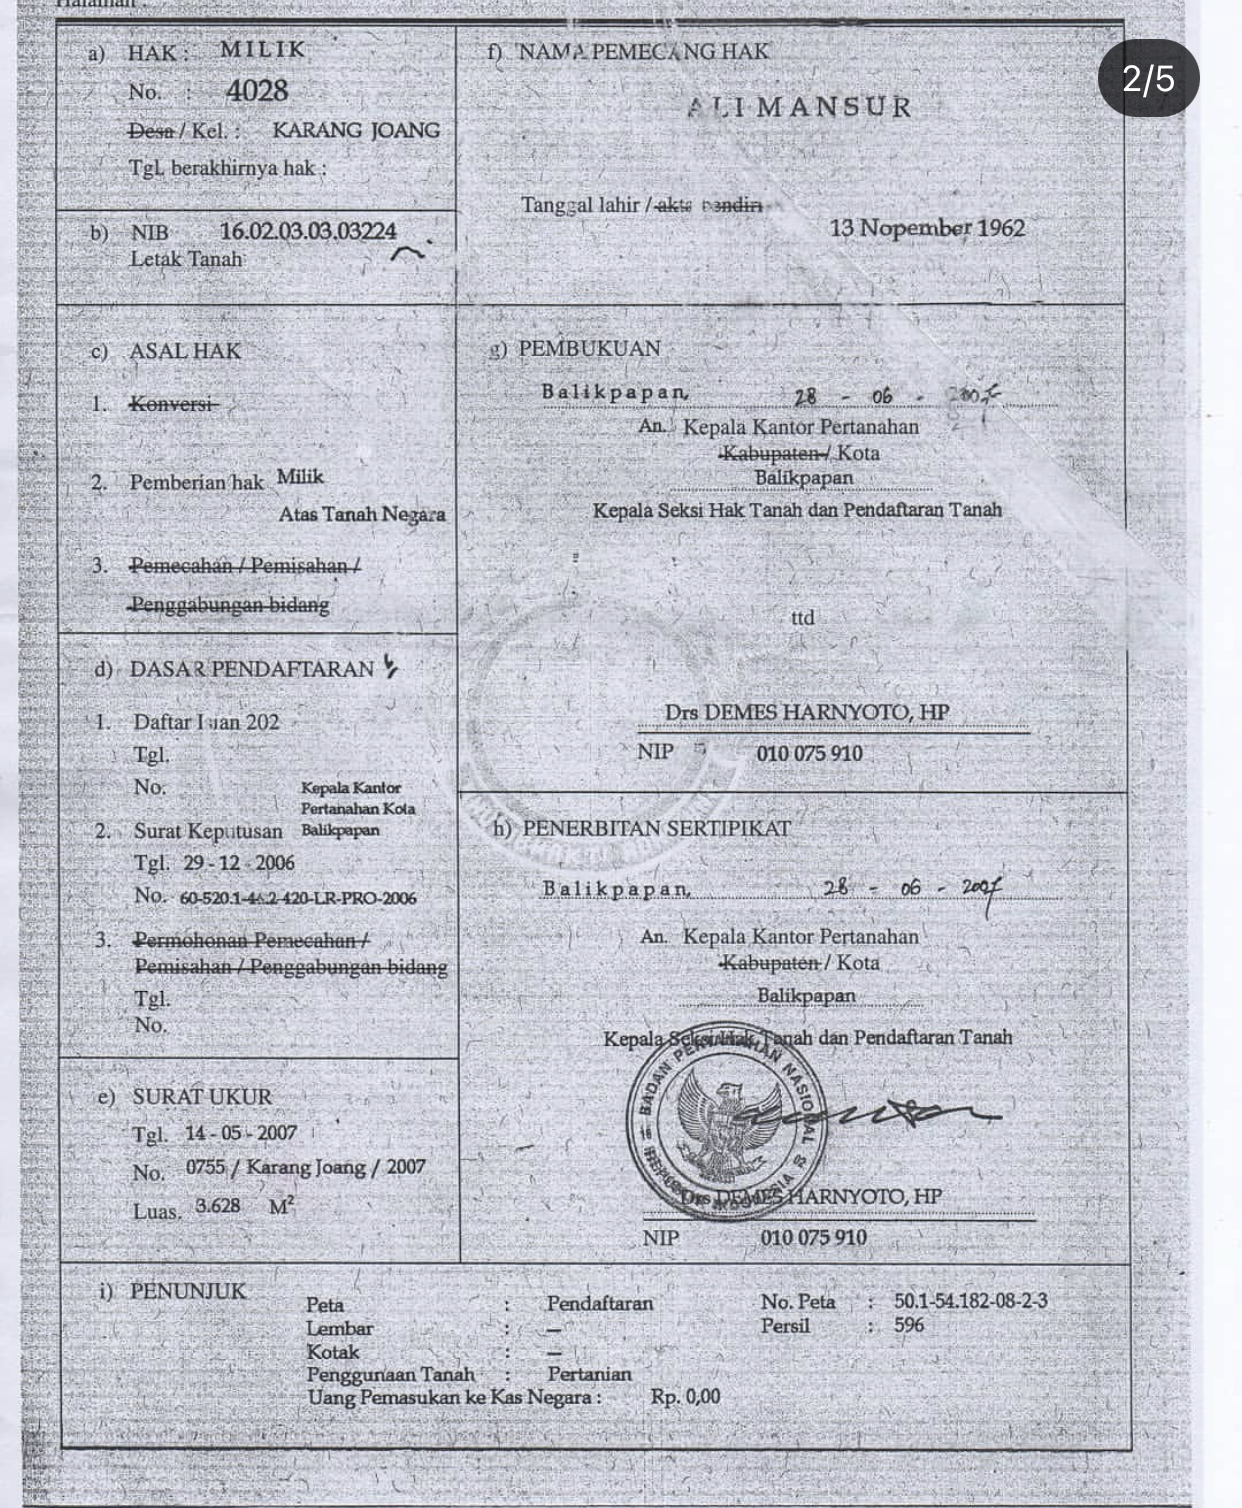 Halaman :
2/5
a) HAK : MILIK
No. : 4028
Desa / Kel. : KARANG JOANG
Tgl. berakhirnya hak :
b) NIB 16.02.03.03.03224
Letak Tanah
c) ASAL HAK
1. Konversi
2. Pemberian hak Milik
Atas Tanah Negara
3. Pemecahan / Pemisahan /
Penggabungan bidang
d) DASAR PENDAFTARAN
1. Daftar Isian 202
Tgl.
No.
Kepala Kantor
Pertanahan Kota
2. Surat Keputusan Balikpapan
Tgl. 29 - 12 - 2006
No. 60-520.1-44.2-420-LR-PRO-2006
3. Permohonan Pemecahan /
Pemisahan / Penggabungan bidang
Tgl.
No.
e) SURAT UKUR
Tgl. 14 - 05 - 2007
No. 0755 / Karang Joang / 2007
Luas. 3.628 M²
f) NAMA PEMEGANG HAK
ALI MANSUR
Tanggal lahir / akta pendirian
13 Nopember 1962
g) PEMBUKUAN
Balikpapan, 28 - 06 - 2007
An. Kepala Kantor Pertanahan
Kabupaten / Kota
Balikpapan
Kepala Seksi Hak Tanah dan Pendaftaran Tanah
ttd
Drs DEMES HARNYOTO, HP
NIP 010 075 910
h) PENERBITAN SERTIPIKAT
Balikpapan, 28 - 06 - 2007
An. Kepala Kantor Pertanahan
Kabupaten / Kota
Balikpapan
Kepala Seksi Hak Tanah dan Pendaftaran Tanah
BADAN PERTANAHAN NASIONAL
REPUBLIK INDONESIA
Drs DEMES HARNYOTO, HP
NIP 010 075 910
i) PENUNJUK
Peta : Pendaftaran No. Peta : 50.1-54.182-08-2-3
Lembar : – Persil : 596
Kotak : –
Penggunaan Tanah : Pertanian
Uang Pemasukan ke Kas Negara : Rp. 0,00